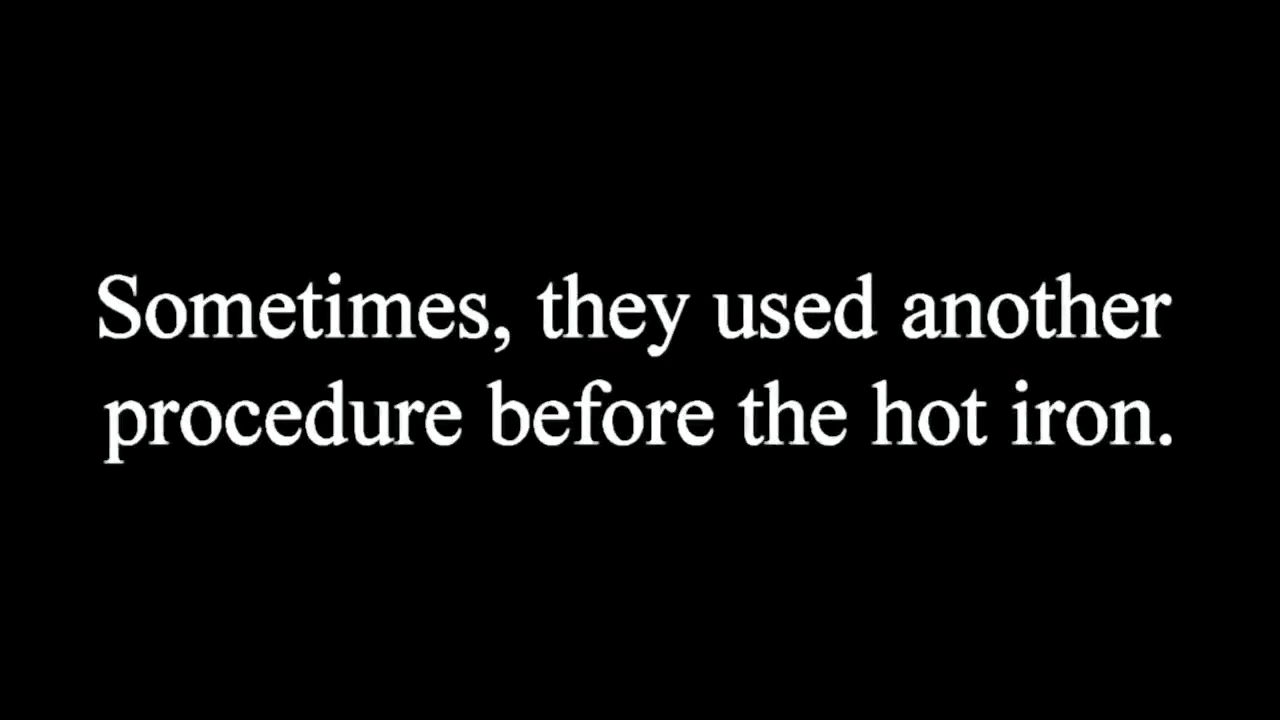 Sometimes, they used another
procedure before the hot iron.